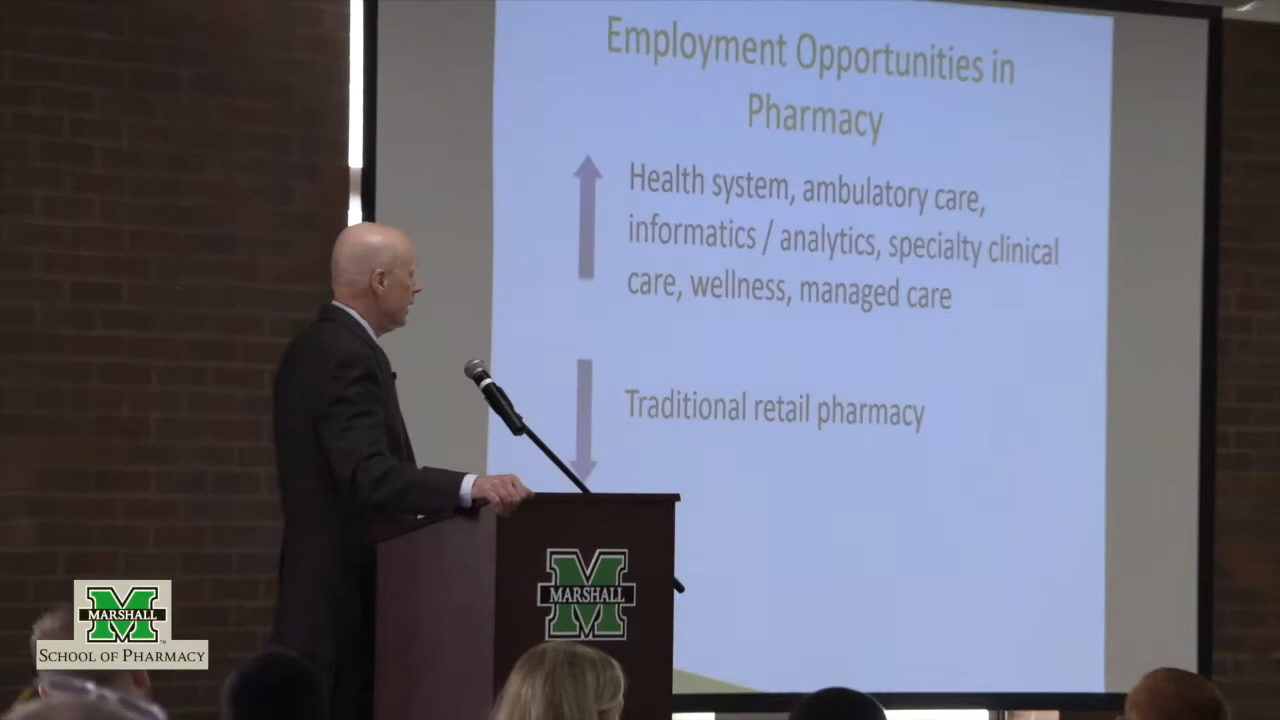 Employment Opportunities in
Pharmacy
Health system, ambulatory care,
informatics / analytics, specialty clinical
care, wellness, managed care
Traditional retail pharmacy
M
MARSHALL
M
MARSHALL
TM
SCHOOL OF PHARMACY